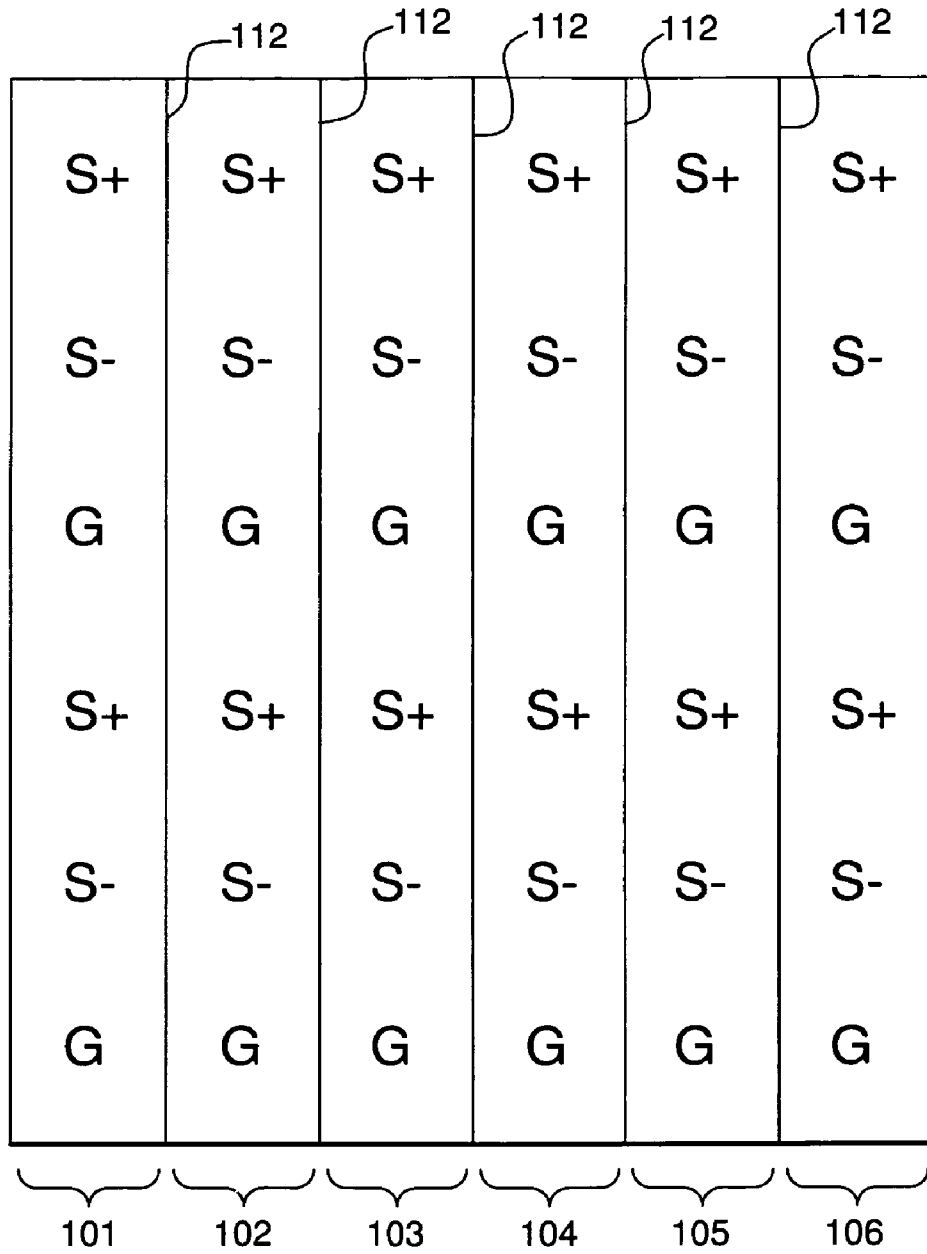 112 112 112 112 112
S+ S+ S+ S+ S+ S+
S- S- S- S- S- S-
G G G G G G
S+ S+ S+ S+ S+ S+
S- S- S- S- S- S-
G G G G G G
101 102 103 104 105 106